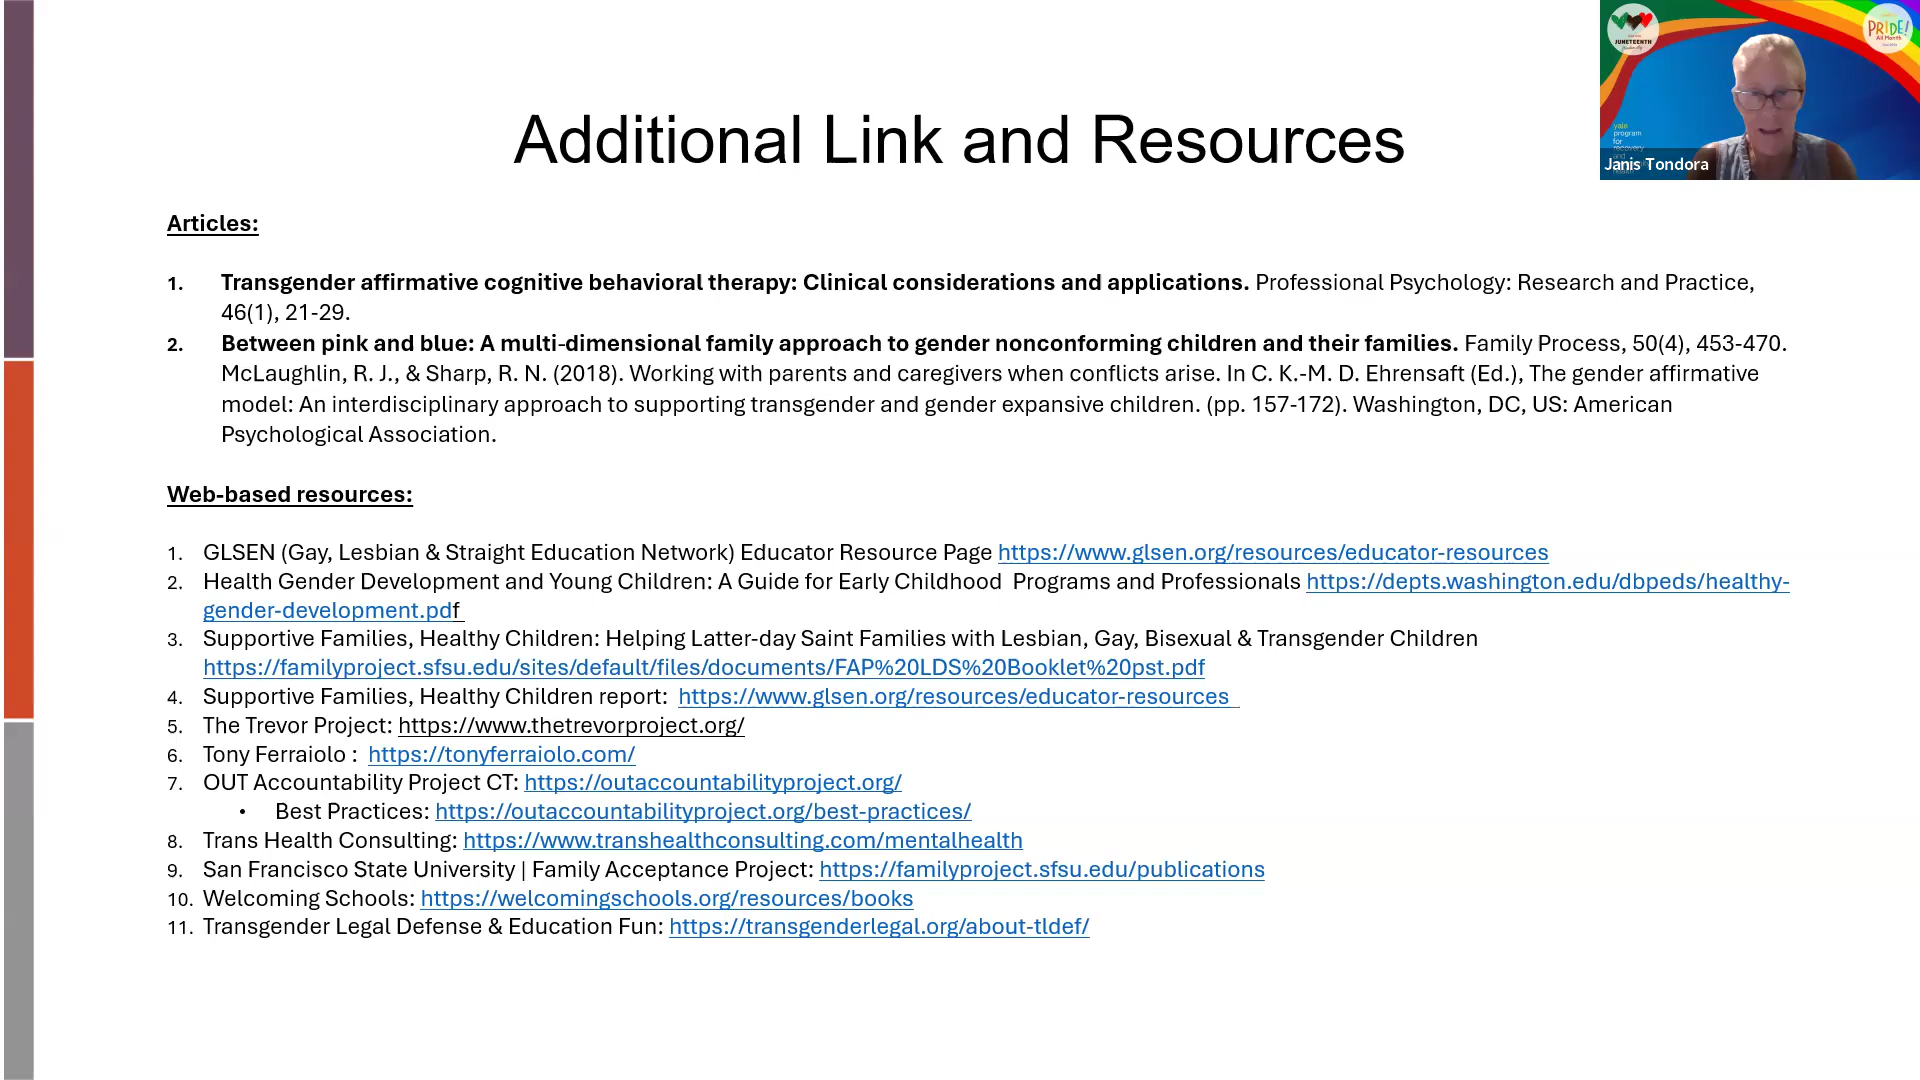 Additional Link and Resources
PRIDE!
All Month
JUNETEENTH
yale
program
for
recovery
and
health
Janis Tondora
Articles:
1. Transgender affirmative cognitive behavioral therapy: Clinical considerations and applications. Professional Psychology: Research and Practice,
46(1), 21-29.
2. Between pink and blue: A multi-dimensional family approach to gender nonconforming children and their families. Family Process, 50(4), 453-470.
McLaughlin, R. J., & Sharp, R. N. (2018). Working with parents and caregivers when conflicts arise. In C. K.-M. D. Ehrensaft (Ed.), The gender affirmative
model: An interdisciplinary approach to supporting transgender and gender expansive children. (pp. 157-172). Washington, DC, US: American
Psychological Association.
Web-based resources:
1. GLSEN (Gay, Lesbian & Straight Education Network) Educator Resource Page https://www.glsen.org/resources/educator-resources
2. Health Gender Development and Young Children: A Guide for Early Childhood Programs and Professionals https://depts.washington.edu/dbpeds/healthy-
gender-development.pdf
3. Supportive Families, Healthy Children: Helping Latter-day Saint Families with Lesbian, Gay, Bisexual & Transgender Children
https://familyproject.sfsu.edu/sites/default/files/documents/FAP%20LDS%20Booklet%20pst.pdf
4. Supportive Families, Healthy Children report: https://www.glsen.org/resources/educator-resources
5. The Trevor Project: https://www.thetrevorproject.org/
6. Tony Ferraiolo : https://tonyferraiolo.com/
7. OUT Accountability Project CT: https://outaccountabilityproject.org/
• Best Practices: https://outaccountabilityproject.org/best-practices/
8. Trans Health Consulting: https://www.transhealthconsulting.com/mentalhealth
9. San Francisco State University | Family Acceptance Project: https://familyproject.sfsu.edu/publications
10. Welcoming Schools: https://welcomingschools.org/resources/books
11. Transgender Legal Defense & Education Fun: https://transgenderlegal.org/about-tldef/